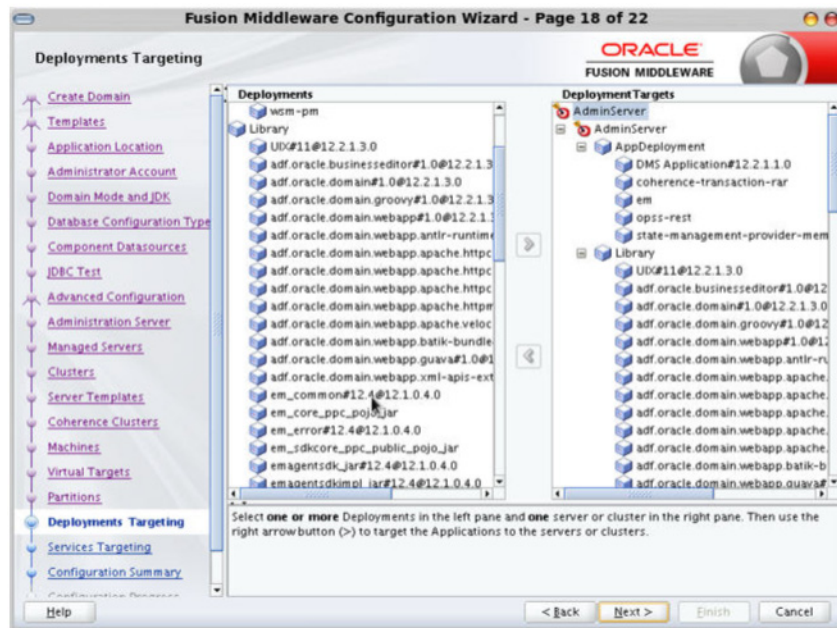 Fusion Middleware Configuration Wizard - Page 18 of 22
Deployments Targeting
ORACLE
FUSION MIDDLEWARE
Create Domain
Templates
Application Location
Administrator Account
Domain Mode and JDK
Database Configuration Type
Component Datasources
JDBC Test
Advanced Configuration
Administration Server
Managed Servers
Clusters
Server Templates
Coherence Clusters
Machines
Virtual Targets
Partitions
Deployments Targeting
Services Targeting
Configuration Summary
Configuration Progress
Deployments
wsm-pm
Library
UIX#11@12.2.1.3.0
adf.oracle.businesseditor#1.0@12.2.1.3
adf.oracle.domain#1.0@12.2.1.3.0
adf.oracle.domain.groovy#1.0@12.2.1.3
adf.oracle.domain.webapp#1.0@12.2.1.
adf.oracle.domain.webapp.antlr-runtime
adf.oracle.domain.webapp.apache.httpc
adf.oracle.domain.webapp.apache.httpc
adf.oracle.domain.webapp.apache.httpc
adf.oracle.domain.webapp.apache.httpm
adf.oracle.domain.webapp.apache.veloc
adf.oracle.domain.webapp.batik-bundle
adf.oracle.domain.webapp.guava#1.0@1
adf.oracle.domain.webapp.xml-apis-ext
em_common#12.4@12.1.0.4.0
em_core_ppc_pojo_jar
em_error#12.4@12.1.0.4.0
em_sdkcore_ppc_public_pojo_jar
emagentsdk_jar#12.4@12.1.0.4.0
emagentsdkimpl_jar#12.4@12.1.0.4.0
Deployment Targets
AdminServer
AdminServer
AppDeployment
DMS Application#12.2.1.1.0
coherence-transaction-rar
em
opss-rest
state-management-provider-mem
Library
UIX#11@12.2.1.3.0
adf.oracle.businesseditor#1.0@12
adf.oracle.domain#1.0@12.2.1.3.0
adf.oracle.domain.groovy#1.0@12
adf.oracle.domain.webapp#1.0@12
adf.oracle.domain.webapp.antlr-ru
adf.oracle.domain.webapp.apache.
adf.oracle.domain.webapp.apache.
adf.oracle.domain.webapp.apache.
adf.oracle.domain.webapp.apache.
adf.oracle.domain.webapp.apache.
adf.oracle.domain.webapp.batik-b
adf.oracle.domain.webapp.guava#
Select one or more Deployments in the left pane and one server or cluster in the right pane. Then use the
right arrow button (>) to target the Applications to the servers or clusters.
Help
< Back
Next >
Finish
Cancel